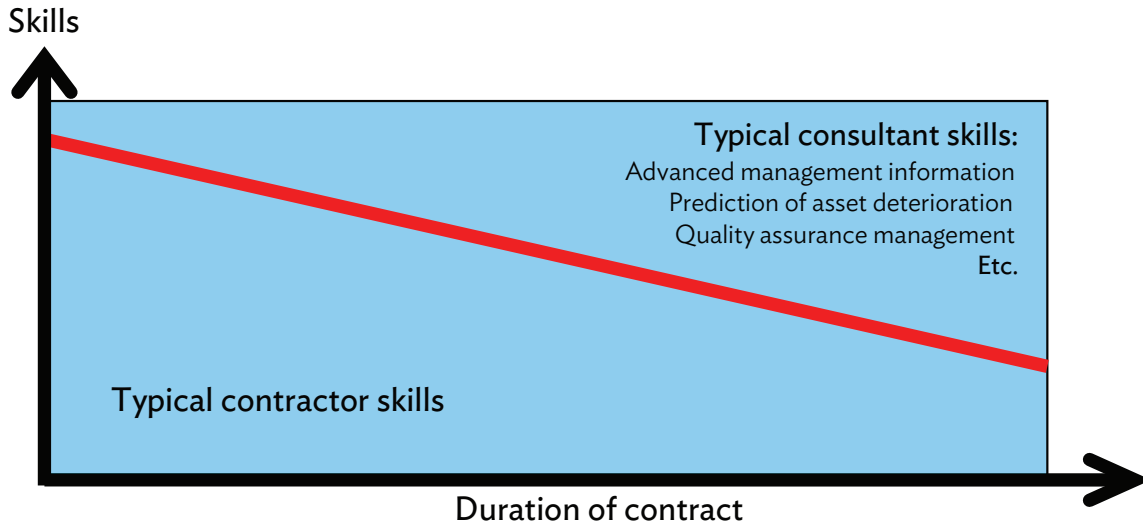 Skills
Typical consultant skills:
Advanced management information
Prediction of asset deterioration
Quality assurance management
Etc.
Typical contractor skills
Duration of contract